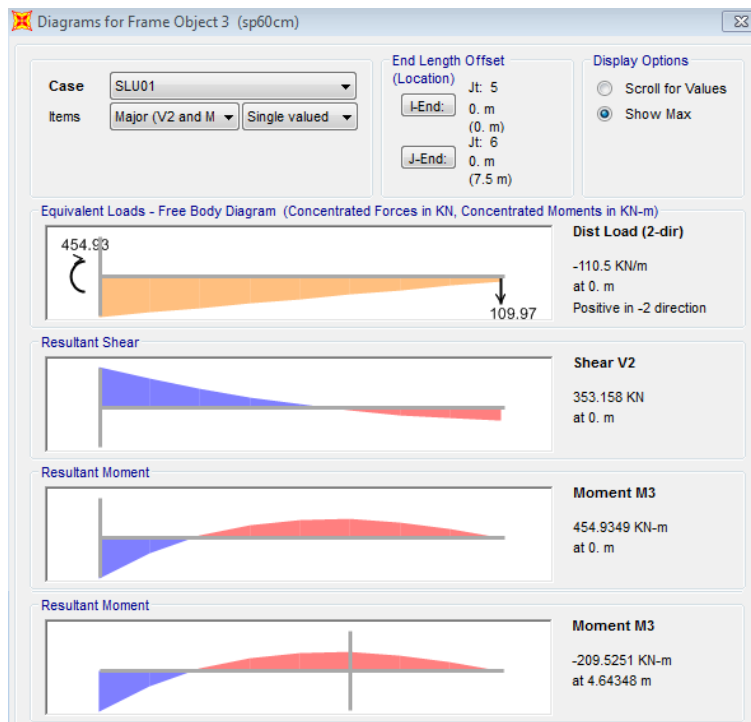 Diagrams for Frame Object 3 (sp60cm)
Case
SLU01
Items
Major (V2 and M
Single valued
End Length Offset
(Location)
I-End:
Jt: 5
0. m
(0. m)
J-End:
Jt: 6
0. m
(7.5 m)
Display Options
Scroll for Values
Show Max
Equivalent Loads - Free Body Diagram (Concentrated Forces in KN, Concentrated Moments in KN-m)
454.93
109.97
Dist Load (2-dir)
-110.5 KN/m
at 0. m
Positive in -2 direction
Resultant Shear
Shear V2
353.158 KN
at 0. m
Resultant Moment
Moment M3
454.9349 KN-m
at 0. m
Resultant Moment
Moment M3
-209.5251 KN-m
at 4.64348 m